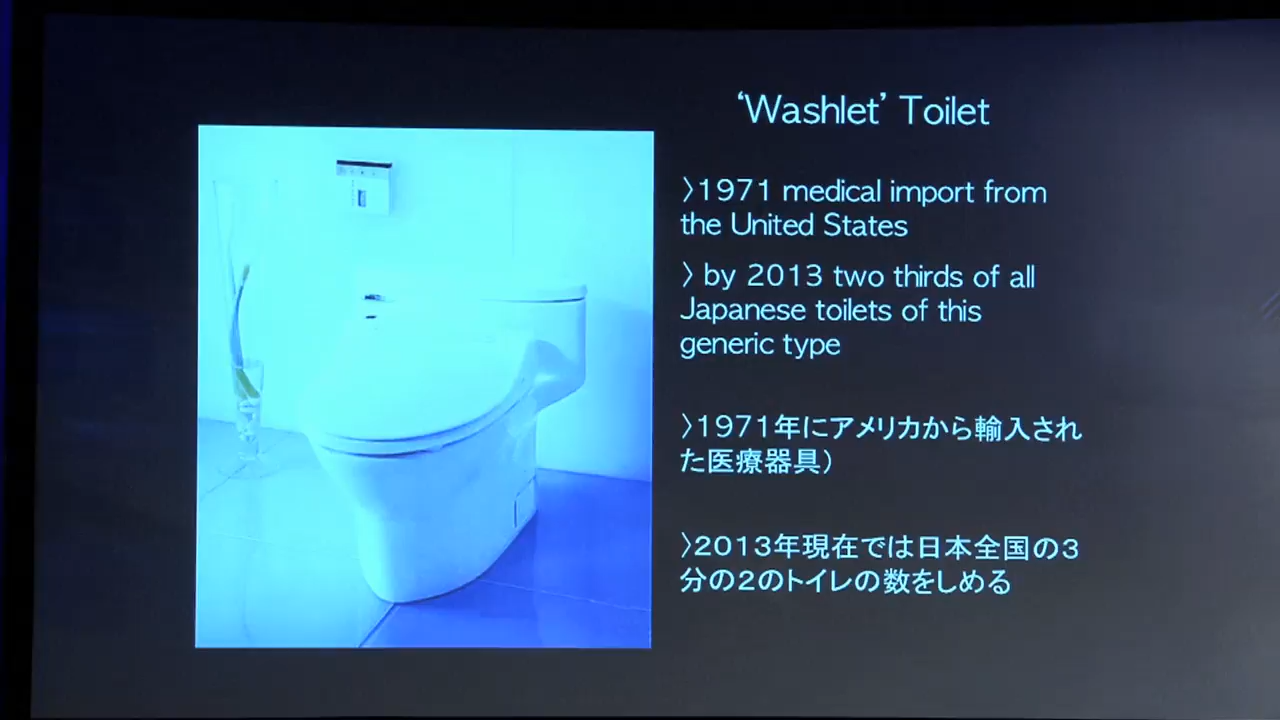 ‘Washlet’ Toilet
〉1971 medical import from
the United States
〉by 2013 two thirds of all
Japanese toilets of this
generic type
〉1971年にアメリカから輸入され
た医療器具）
〉2013年現在では日本全国の3
分の2のトイレの数をしめる